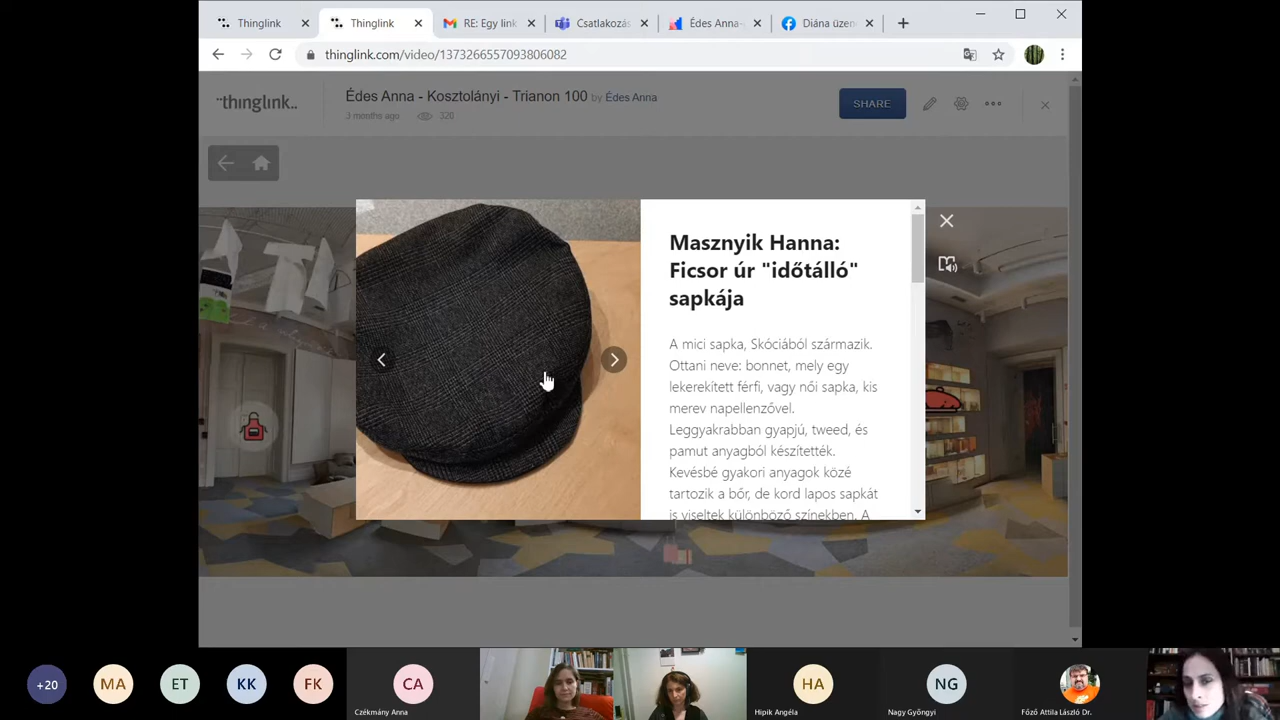 Thinglink
Thinglink
RE: Egy link
Csatlakozás
Édes Anna-
Diána üzen
thinglink.com/video/1373266557093806082
thinglink..
Édes Anna - Kosztolányi - Trianon 100 by Édes Anna
3 months ago 320
SHARE
Masznyik Hanna:
Ficsor úr "időtálló"
sapkája
A mici sapka, Skóciából származik.
Ottani neve: bonnet, mely egy
lekerekített férfi, vagy női sapka, kis
merev napellenzővel.
Leggyakrabban gyapjú, tweed, és
pamut anyagból készítették.
Kevésbé gyakori anyagok közé
tartozik a bőr, de kord lapos sapkát
is viseltek különböző színekben. A
+20
MA
ET
KK
FK
CA
HA
NG
Czékmány Anna
Hipik Angéla
Nagy Gyöngyi
Főző Attila László Dr.